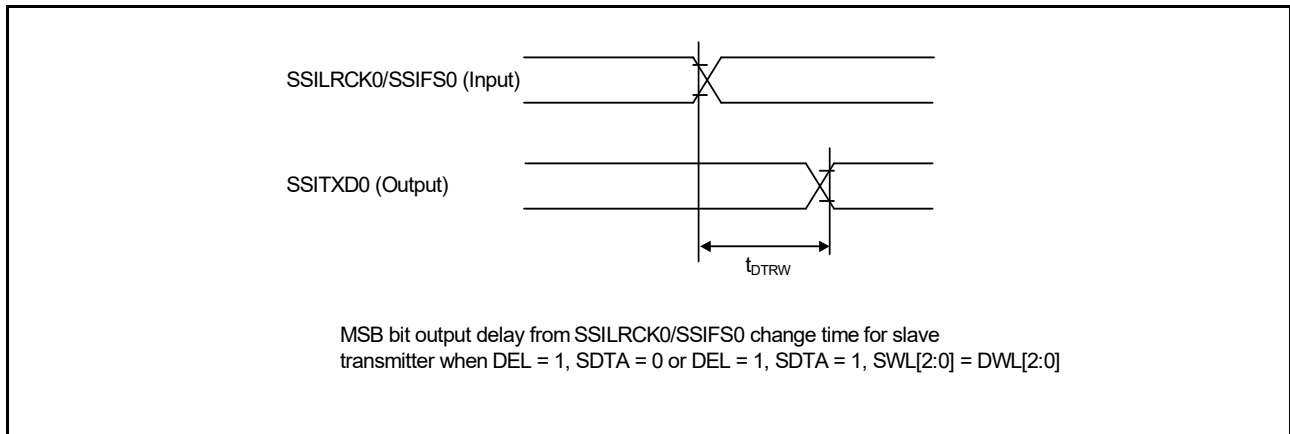 SSILRCK0/SSIFS0 (Input)
SSITXD0 (Output)
tDTRW
MSB bit output delay from SSILRCK0/SSIFS0 change time for slave
transmitter when DEL = 1, SDTA = 0 or DEL = 1, SDTA = 1, SWL[2:0] = DWL[2:0]